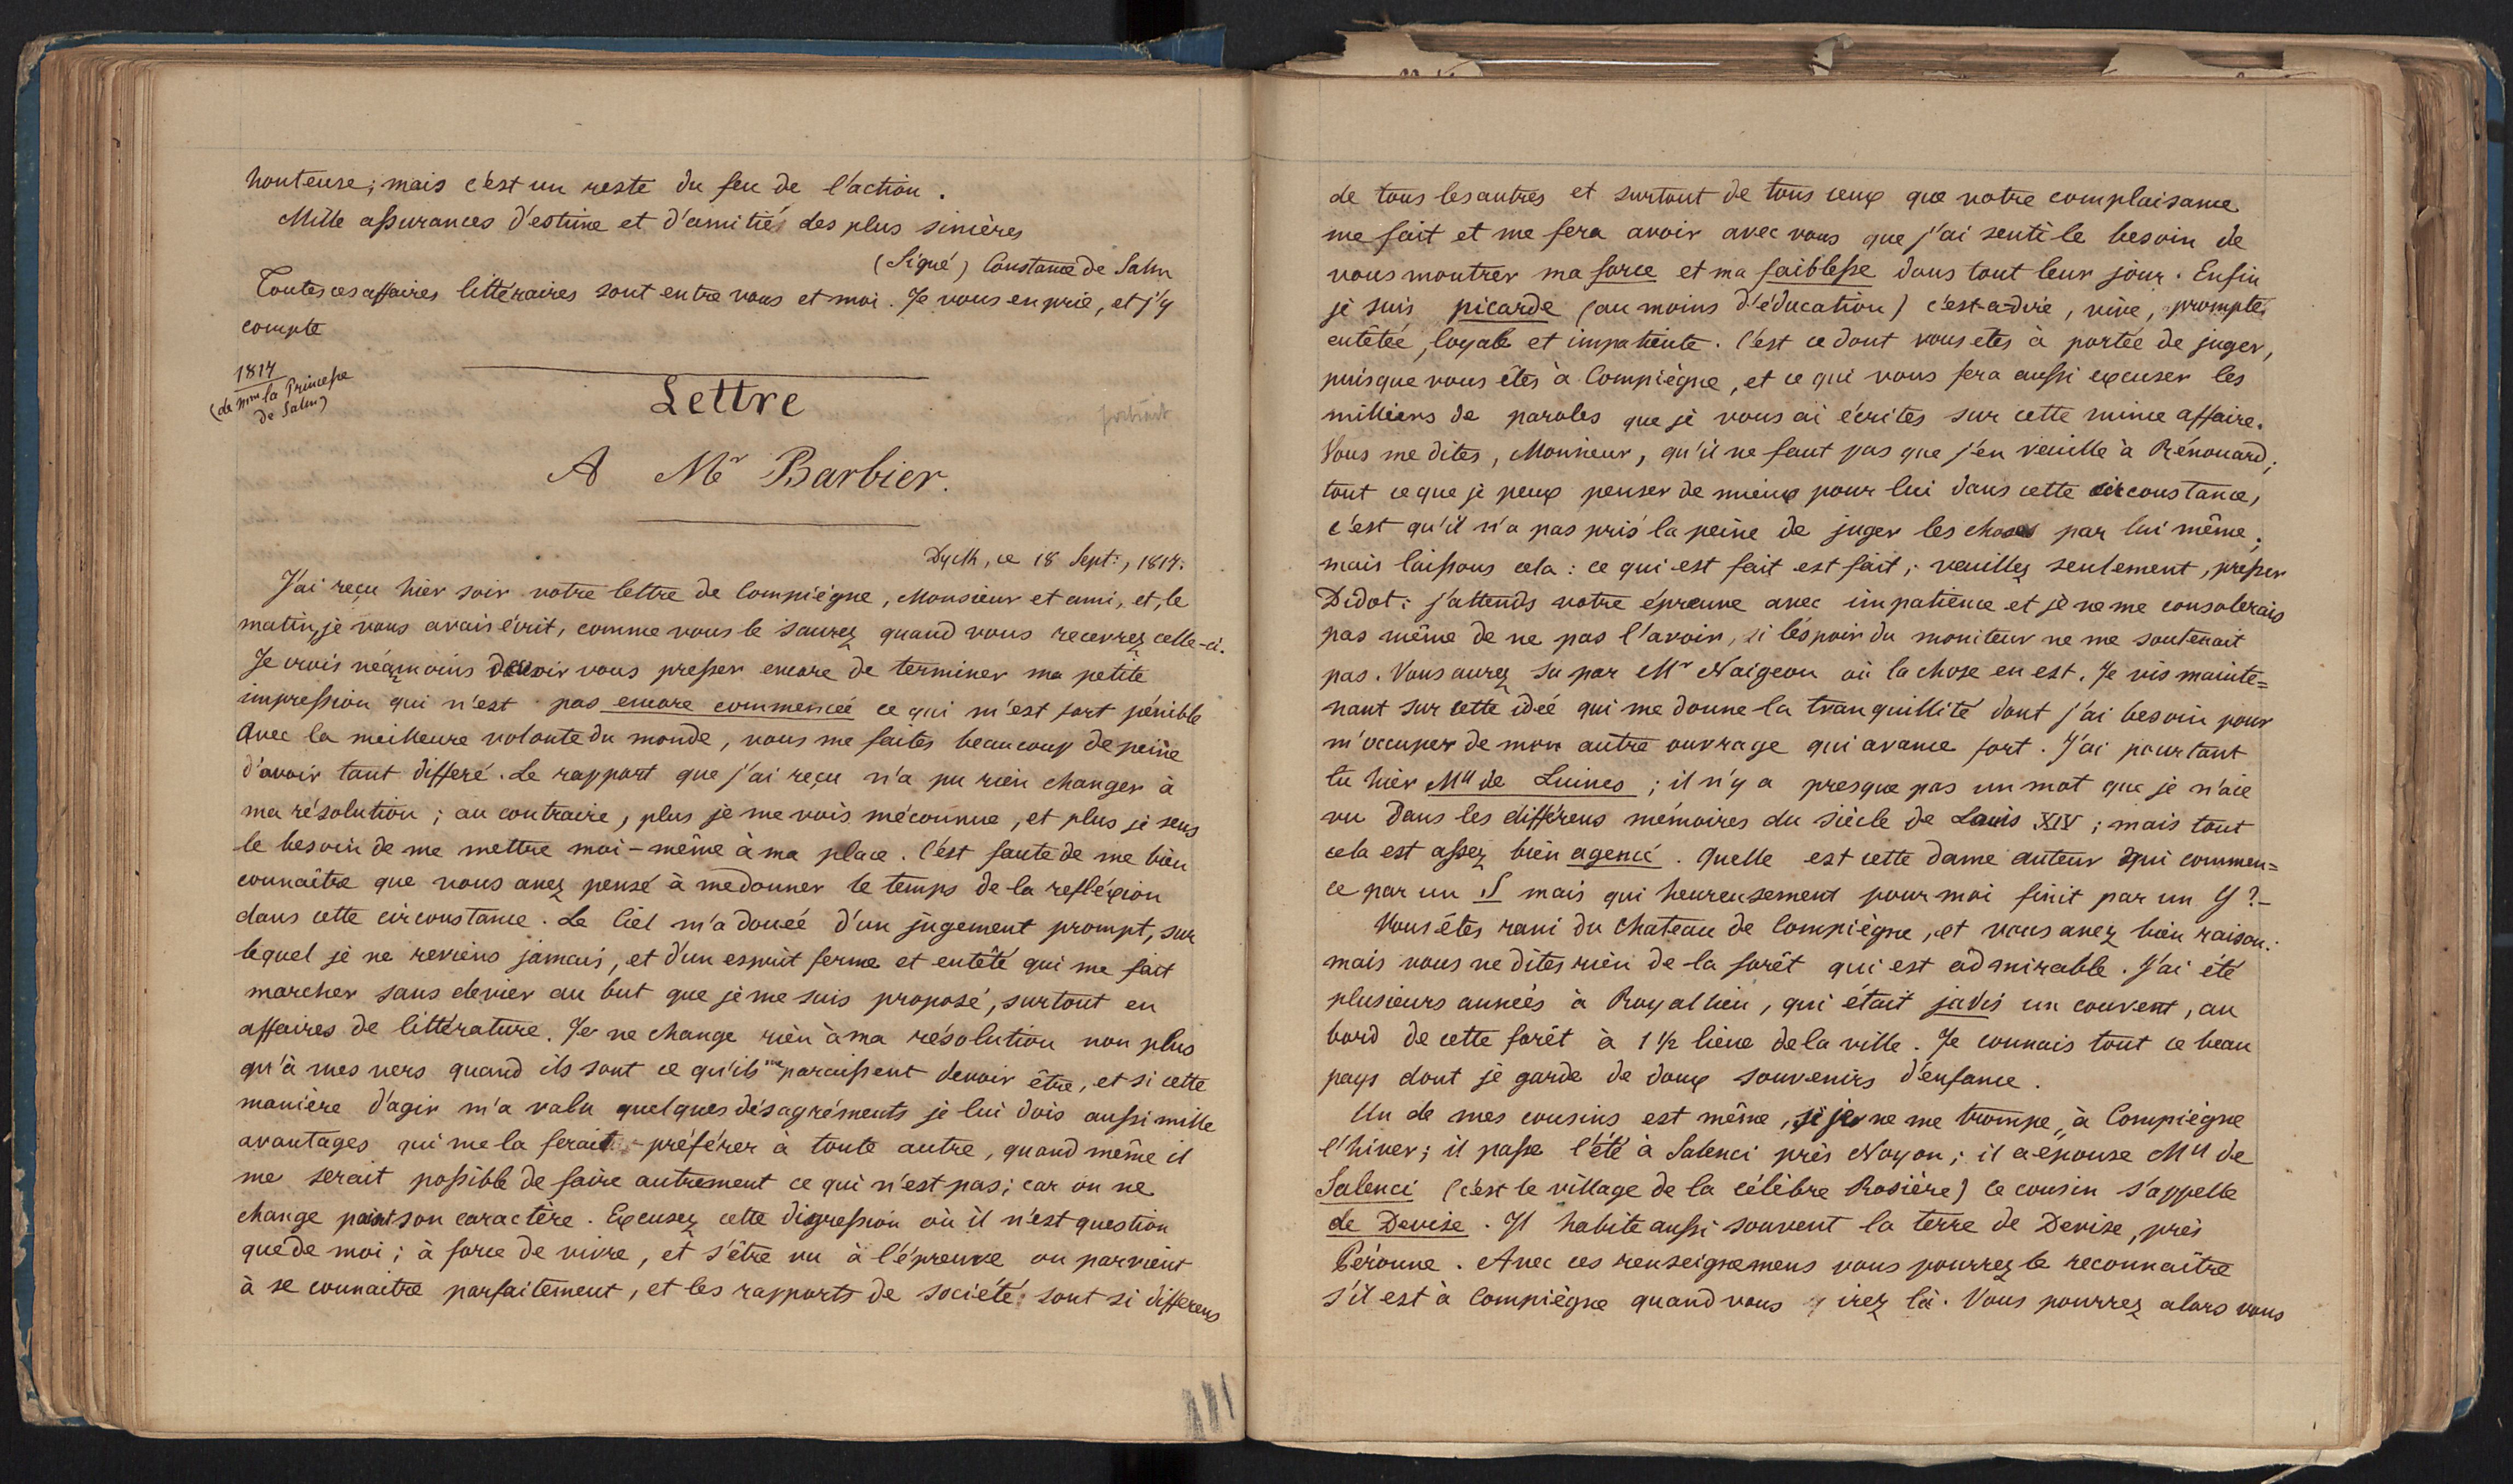 honteuse; mais c'est un reste du feu de l'action.
Mille assurances d'estime et d'amitié des plus sincères
(Signé) Constance de Salm
Toutes ces affaires littéraires sont entre vous et moi. Je vous en prie, et j'y
compte
1817
(de Mme la Princesse
de Salm)
Lettre
portrait
A Mr Barbier.
Dyck, ce 18 Sept:, 1817.
J'ai reçu hier soir votre lettre de Compiégne, Monsieur et ami, et, le
matin, je vous avais écrit, comme vous le saurez quand vous recevrez celle-ci.
Je crois néanmoins devoir vous presser encore de terminer ma petite
impression qui n'est pas encore commencée ce qui m'est fort pénible
Avec la meilleure volonté du monde, vous me faites beaucoup de peine
d'avoir tant différé. Le rapport que j'ai reçu n'a pu rien changer à
ma résolution; au contraire, plus je me vois méconnue, et plus je sens
le besoin de me mettre moi-même à ma place. C'est faute de me bien
connaître que vous avez pensé à me donner le temps de la refléxion
dans cette circonstance. Le Ciel m'a douée d'un jugement prompt, sur
lequel je ne reviens jamais, et d'un esprit ferme et entêté qui me fait
marcher sans devier au but que je me suis proposé, surtout en
affaires de littérature. Je ne change rien à ma résolution non plus
qu'à mes vers quand ils sont ce qu'ils me paraissent devoir être, et si cette
manière d'agir m'a valu quelques désagréments je lui dois aussi mille
avantages qui me la ferait préférer à toute autre, quand même il
me serait possible de faire autrement ce qui n'est pas; car on ne
change point son caractère. Excusez cette digression où il n'est question
que de moi; à force de vivre, et s'être vu à l'épreuve on parvient
à se connaitre parfaitement, et les rapports de société sont si differens
de tous les autres et surtout de tous ceux que votre complaisance
me fait et me fera avoir avec vous que j'ai senti le besoin de
vous montrer ma force et ma faiblesse dans tout leur jour. Enfin
je suis picarde (au moins d'éducation) c'est-a-dire, vive, prompte,
entêtée, loyale et impatiente. C'est ce dont vous etes à portée de juger,
puisque vous êtes à Compiègne, et ce qui vous fera aussi excuser les
milliers de paroles que je vous ai écrites sur cette mince affaire.
Vous me dites, Monsieur, qu'il ne faut pas que j'en veuille à Rénouard;
tout ce que je peux penser de mieux pour lui dans cette circonstance,
c'est qu'il n'a pas pris la peine de juger les choses par lui même;
mais laissons cela: ce qui est fait est fait; veuillez seulement, presser
Didot: j'attends votre épreuve avec impatience et je ne me consolerais
pas même de ne pas l'avoir, si l'espoir du moniteur ne me soutenait
pas. Vous aurez su par Mr Naigeon où la chose en est. Je vis mainte=
nant sur cette idée qui me donne la tranquillité dont j'ai besoin pour
m'occuper de mon autre ouvrage qui avance fort. J'ai pourtant
lu hier Mll de Luines; il n'y a presque pas un mot que je n'aie
vu dans les différens mémoires du siècle de Louis XIV; mais tout
cela est assez bien agencé. Quelle est cette dame auteur qui commen=
ce par un S mais qui heureusement pour moi finit par un Y?-
Vous êtes ravi du chateau de Compiègne, et vous avez bien raison:
mais vous ne dites rien de la forêt qui est admirable. J'ai été
plusieurs années à Royallieu, qui était jadis un couvent, au
bord de cette forêt à 1 1/2 lieue de la ville. Je connais tout ce beau
pays dont je garde de doux souvenirs d'enfance.
Un de mes cousins est même, si je ne me trompe, à Compiègne
l'hiver; il passe l'été à Salenci près Noyon; il a épousé Mll de
Salenci (c'est le village de la célèbre Rosière) ce cousin s'appelle
de Devise. Il habite aussi souvent la terre de Devise, près
Péronne. Avec ces renseignemens vous pourrez le reconnaître
s'il est à Compiègne quand vous irez là. Vous pourrez alors vous